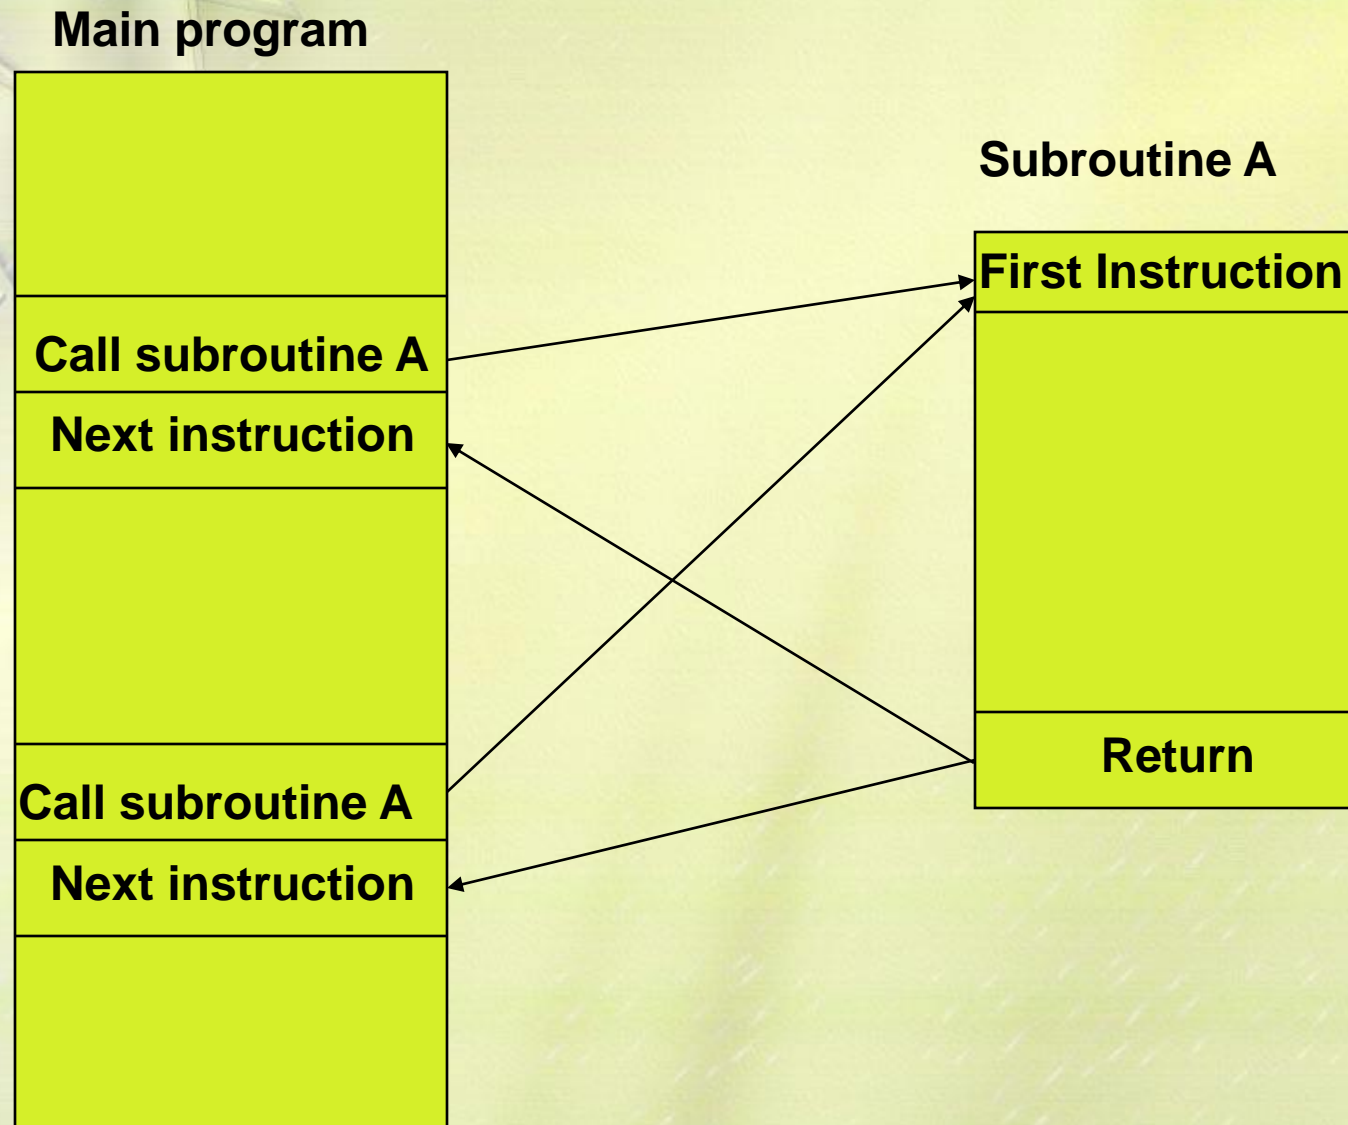 Main program
Call subroutine A
Next instruction
Call subroutine A
Next instruction
Subroutine A
First Instruction
Return